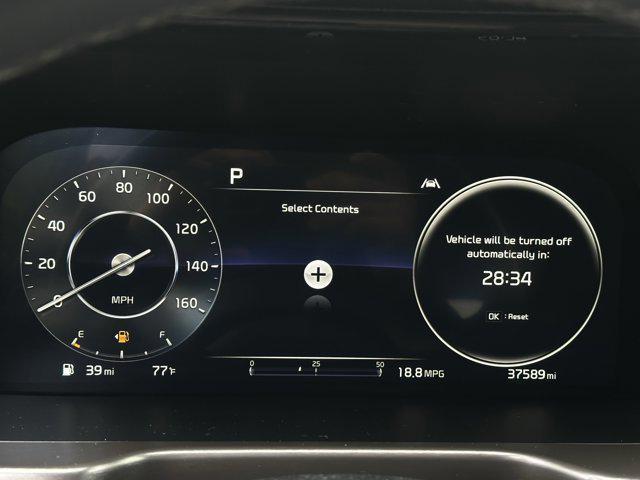 P
Select Contents
0
20
40
60
80
100
120
140
160
MPH
E
F
39 mi
77°F
0
25
50
18.8 MPG
Vehicle will be turned off
automatically in:
28:34
OK : Reset
37589 mi